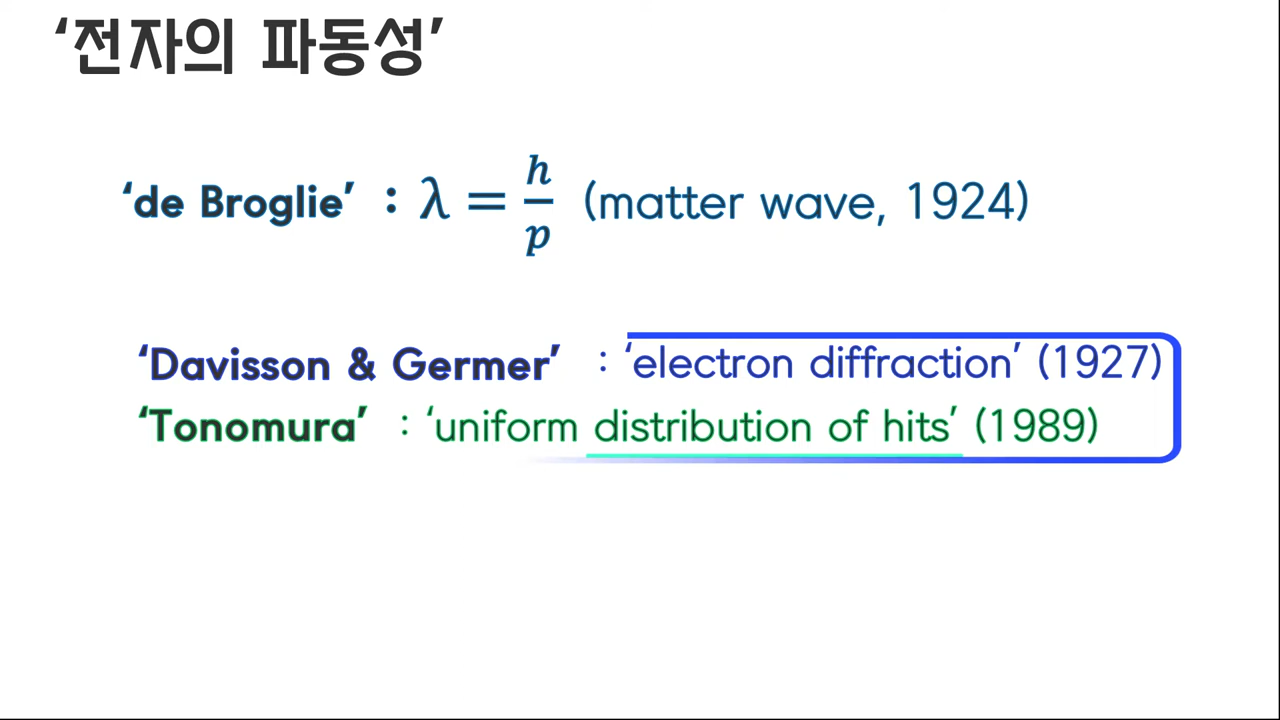 ‘전자의 파동성’
‘de Broglie’ : λ = h/p (matter wave, 1924)
‘Davisson & Germer’ : ‘electron diffraction’ (1927)
‘Tonomura’ : ‘uniform distribution of hits’ (1989)